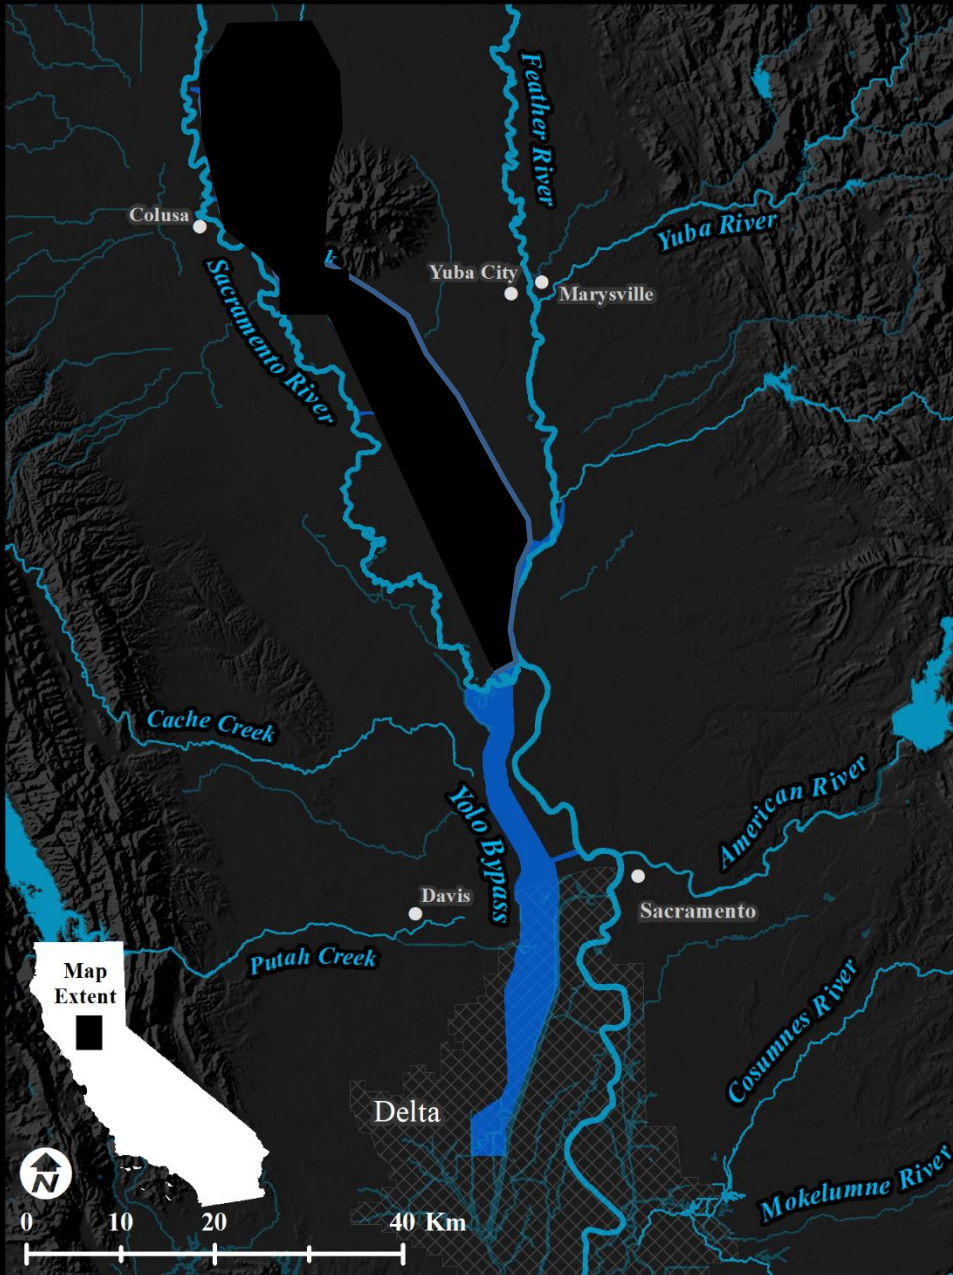 Feather River
Colusa
Yuba River
Yuba City
Marysville
Sacramento River
Cache Creek
Yolo Bypass
American River
Davis
Sacramento
Putah Creek
Map
Extent
Cosumnes River
Delta
N
Mokelumne River
0 10 20 40 Km